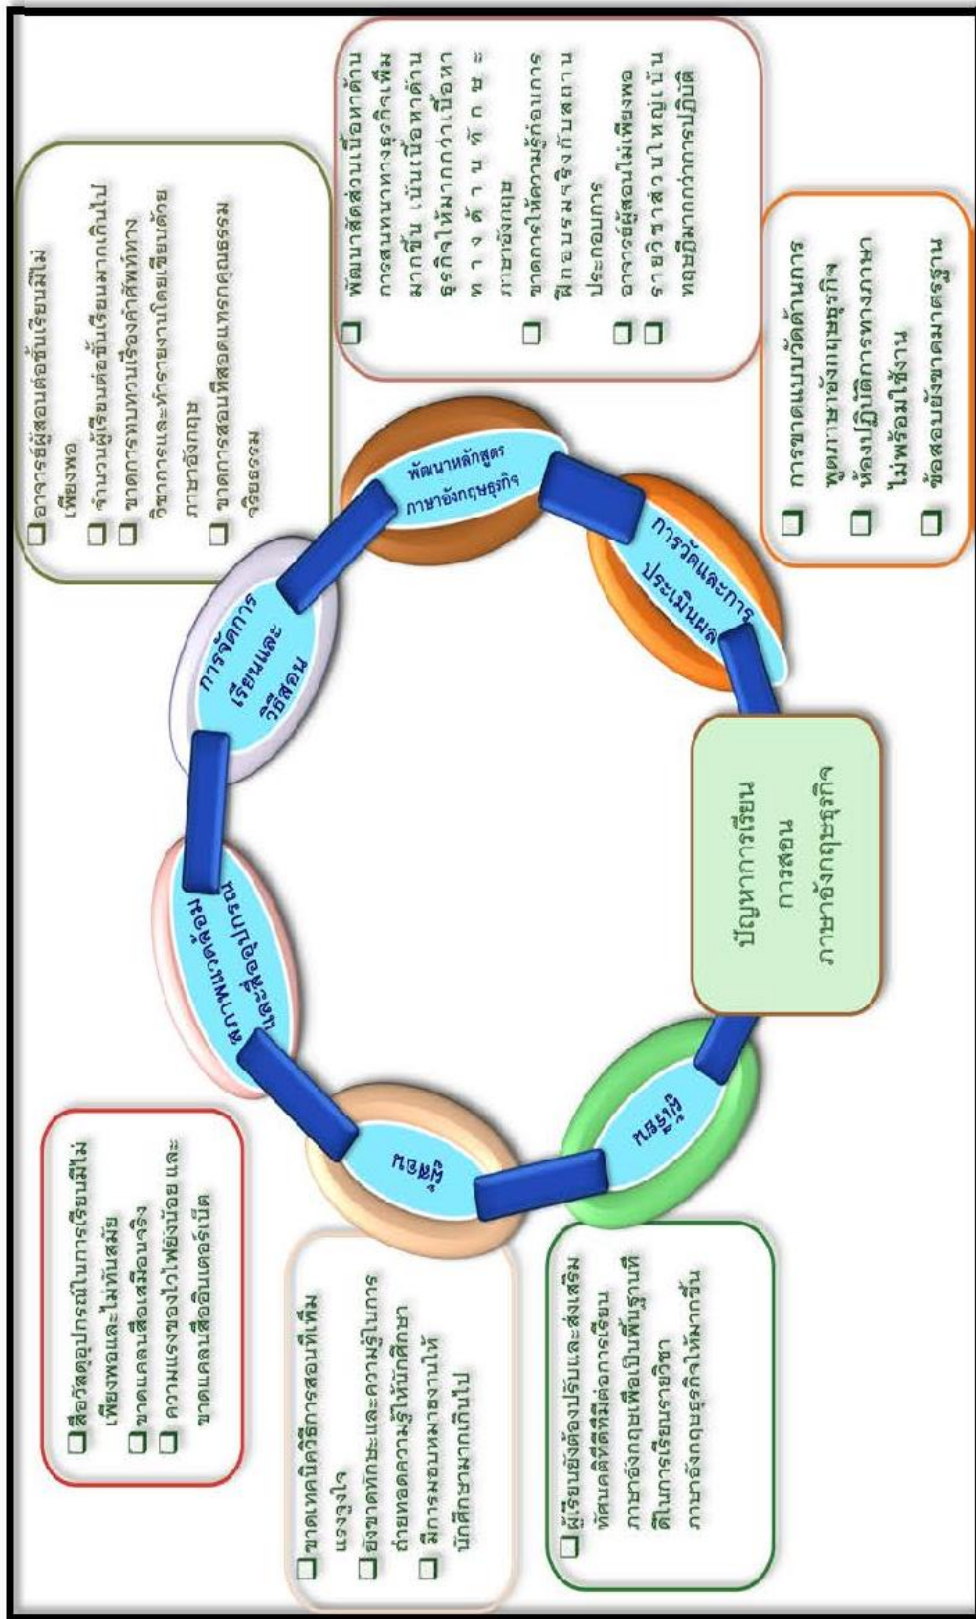 สื่อวัสดุอุปกรณ์ในการเรียนมีไม่
เพียงพอและไม่ทันสมัย
ขาดแคลนสื่อเสมือนจริง
ความแรงของไวไฟยังน้อย และ
ขาดแคลนสื่ออินเตอร์เน็ต
อาจารย์ผู้สอนต่อชั้นเรียนมีไม่
เพียงพอ
จำนวนผู้เรียนต่อชั้นเรียนมากเกินไป
ขาดการทบทวนเรื่องคำศัพท์ทาง
วิชาการและทำรายงานโดยเขียบด้วย
ภาษาอังกฤษ
ขาดการสอนที่สอดแทรกคุณธรรม
จริยธรรม
สภาพแวดล้อม
และสื่ออุปกรณ์
การจัดการ
เรียนและ
วิธีสอน
ขาดเทคนิควิธีการสอนที่เพิ่ม
แรงจูงใจ
ยังขาดทักษะและความรู้ในการ
ถ่ายทอดความรู้ให้นักศึกษา
มีการมอบหมายงานให้
นักศึกษามากเกินไป
ผู้สอน
พัฒนาหลักสูตร
ภาษาอังกฤษธุรกิจ
พัฒนาสัดส่วนเนื้อหาด้าน
การสนทนาทางธุรกิจเพิ่ม
มากขึ้น เน้นเนื้อหาด้าน
ธุรกิจให้มากกว่าเนื้อหา
ทางด้านทักษะ
ภาษาอังกฤษ
ขาดการให้ความรู้ก่อนการ
ฝึกอบรมจริงกับสถาน
ประกอบการ
อาจารย์ผู้สอนไม่เพียงพอ
รายวิชาส่วนใหญ่เน้น
ทฤษฎีมากกว่าการปฏิบัติ
ผู้เรียนยังต้องปรับและส่งเสริม
ทัศนคติที่ดีที่มีต่อการเรียน
ภาษาอังกฤษเพื่อเป็นพื้นฐานที่
ดีในการเรียนรายวิชา
ภาษาอังกฤษธุรกิจให้มากขึ้น
ผู้เรียน
การวัดและการ
ประเมินผล
ปัญหาการเรียน
การสอน
ภาษาอังกฤษธุรกิจ
การขาดแบบวัดด้านการ
พูดภาษาอังกฤษธุรกิจ
ห้องปฏิบัติการทางภาษา
ไม่พร้อมใช้งาน
ข้อสอบยังขาดมาตรฐาน